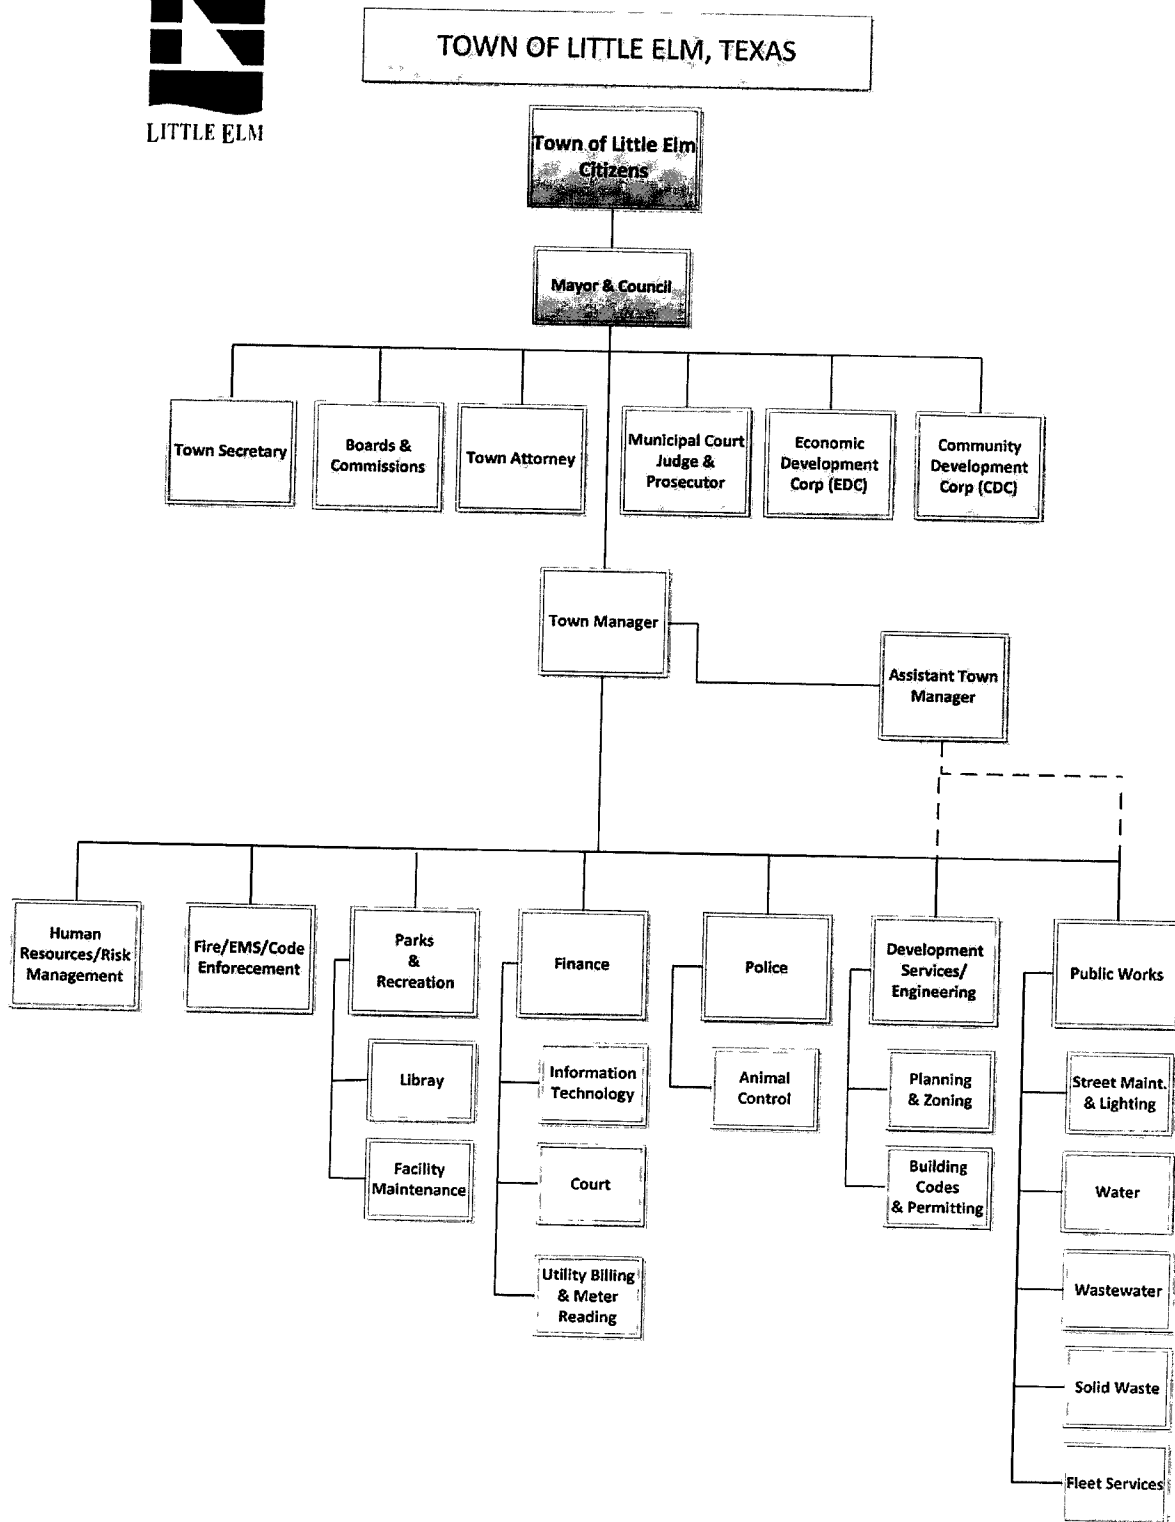 TOWN OF LITTLE ELM, TEXAS
LITTLE ELM
Town of Little Elm
Citizens
Mayor & Council
Town Secretary
Boards &
Commissions
Town Attorney
Municipal Court
Judge &
Prosecutor
Economic
Development
Corp (EDC)
Community
Development
Corp (CDC)
Town Manager
Assistant Town
Manager
Human
Resources/Risk
Management
Fire/EMS/Code
Enforecement
Parks
&
Recreation
Finance
Police
Development
Services/
Engineering
Public Works
Libray
Facility
Maintenance
Information
Technology
Court
Utility Billing
& Meter
Reading
Animal
Control
Planning
& Zoning
Building
Codes
& Permitting
Street Maint.
& Lighting
Water
Wastewater
Solid Waste
Fleet Services